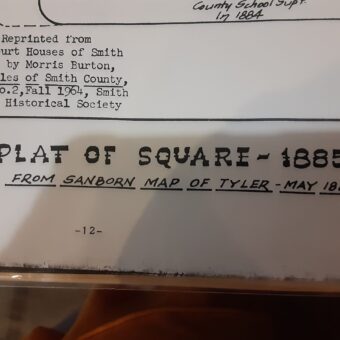 County School Supt.
In 1884
Reprinted from
ourt Houses of Smith
by Morris Burton,
les of Smith County,
o.2, Fall 1964, Smith
Historical Society
PLAT OF SQUARE - 1885
FROM SANBORN MAP OF TYLER - MAY 18
-12-